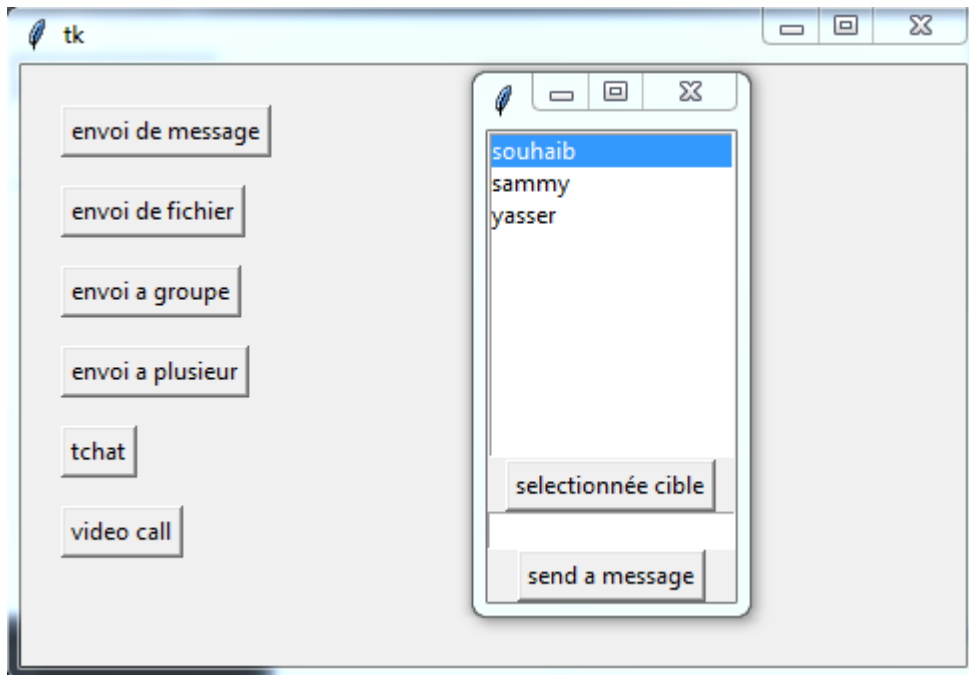 tk
envoi de message
envoi de fichier
envoi a groupe
envoi a plusieur
tchat
video call
souhaib
sammy
yasser
selectionnée cible
send a message